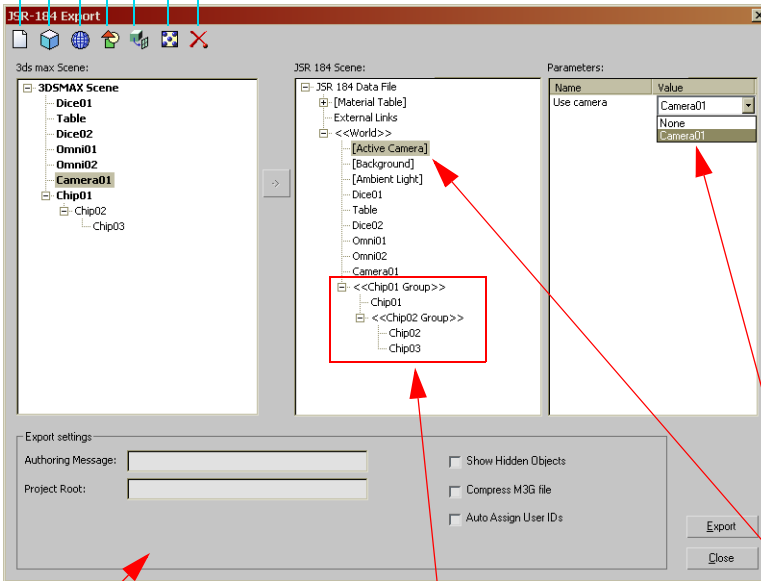 JSR-184 Export
3ds max Scene:
3DSMAX Scene
Dice01
Table
Dice02
Omni01
Omni02
Camera01
Chip01
Chip02
Chip03
JSR 184 Scene:
JSR 184 Data File
[Material Table]
External Links
<<World>>
[Active Camera]
[Background]
[Ambient Light]
Dice01
Table
Dice02
Omni01
Omni02
Camera01
<<Chip01 Group>>
Chip01
<<Chip02 Group>>
Chip02
Chip03
Parameters:
Name Value
Use camera Camera01
None
Camera01
Export settings
Authoring Message:
Project Root:
Show Hidden Objects
Compress M3G file
Auto Assign User IDs
Export
Close